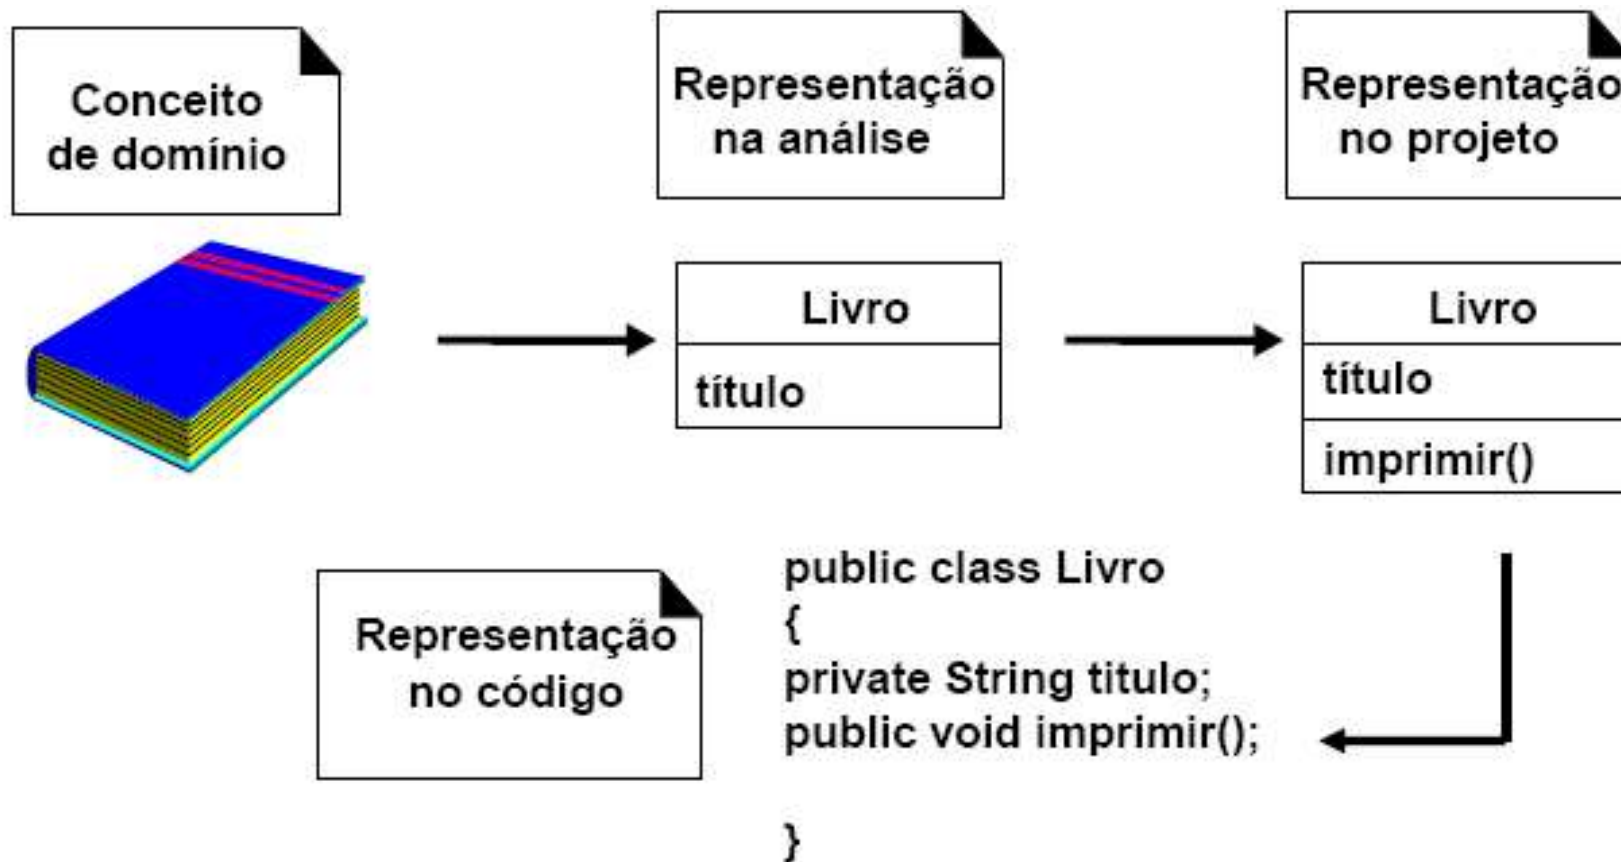 Conceito
de domínio
Representação
na análise
Representação
no projeto
Livro
título
Livro
título
imprimir()
Representação
no código
public class Livro
{
private String titulo;
public void imprimir();
}